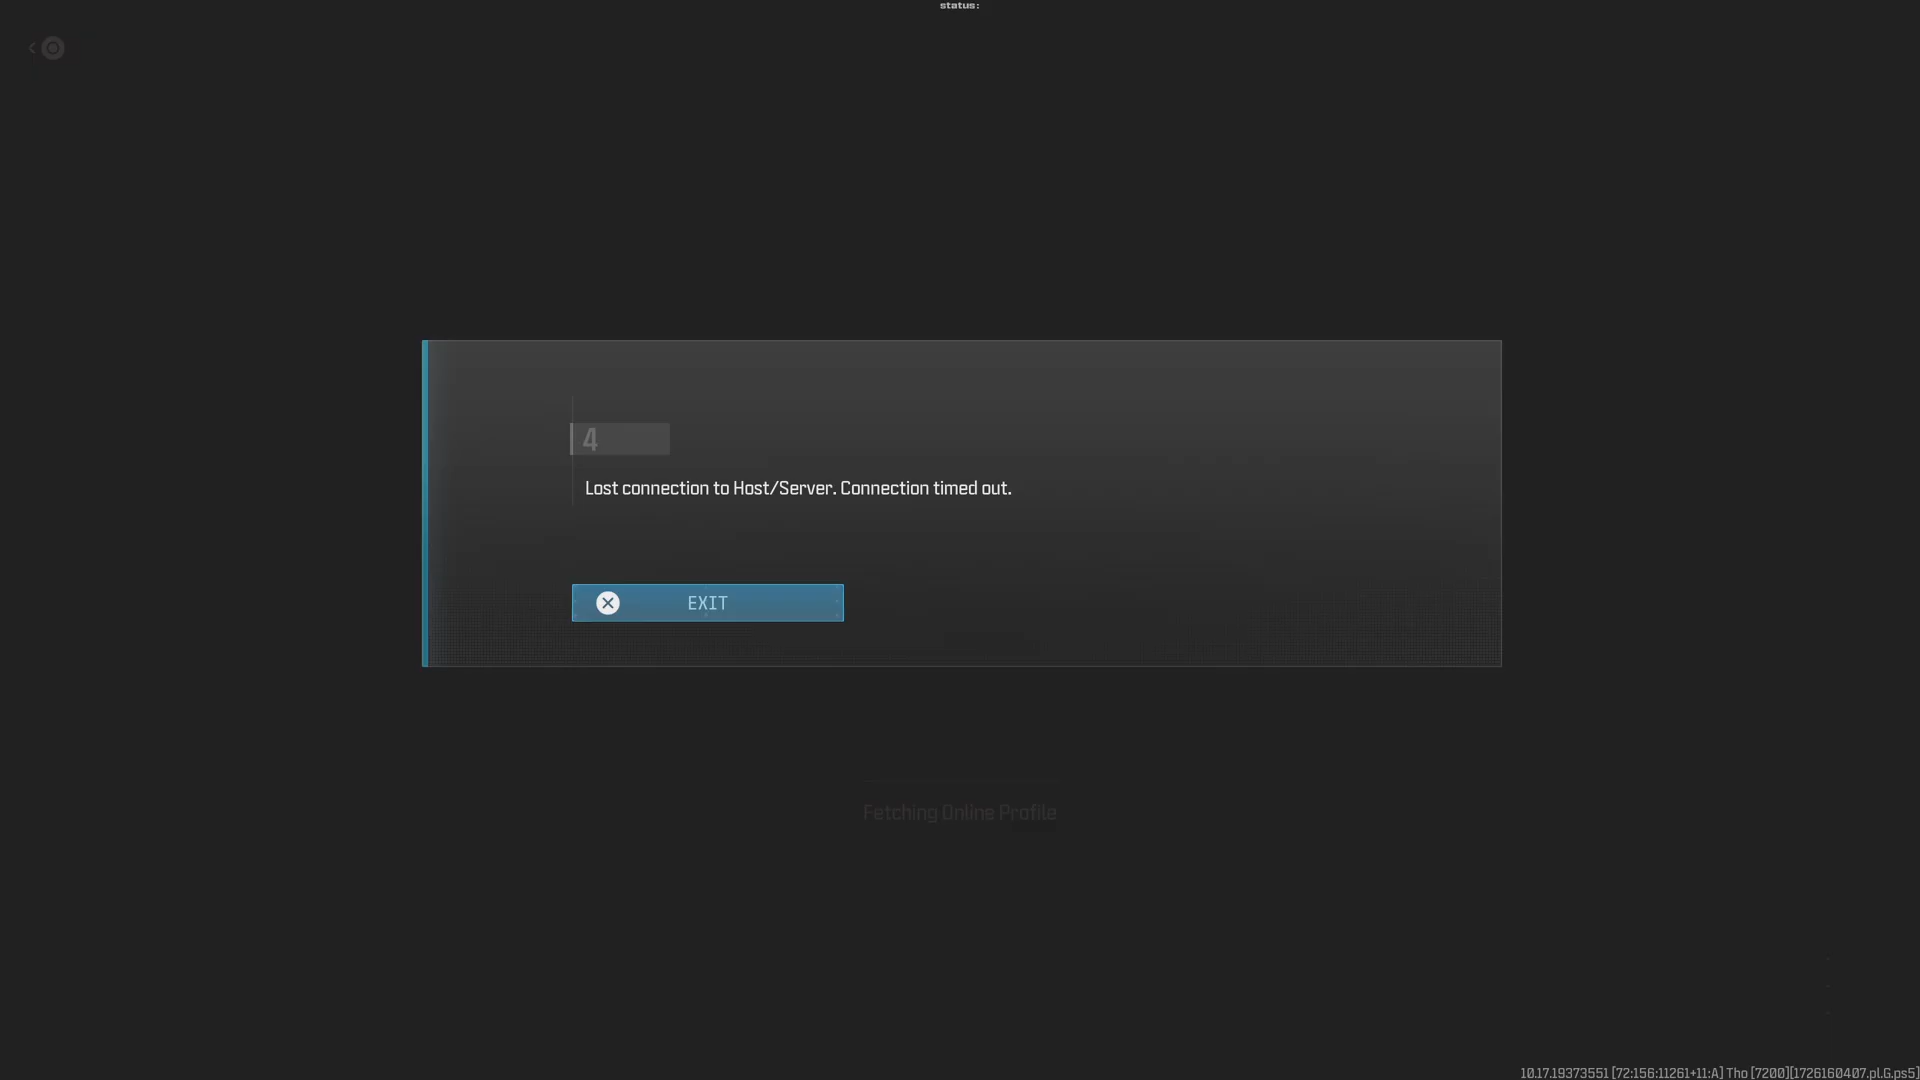 status:
4
Lost connection to Host/Server. Connection timed out.
EXIT
Fetching Online Profile
10.17.19373551 [72:156:11261+11:A] Tho [7200][1726160407.pl.G.ps5]